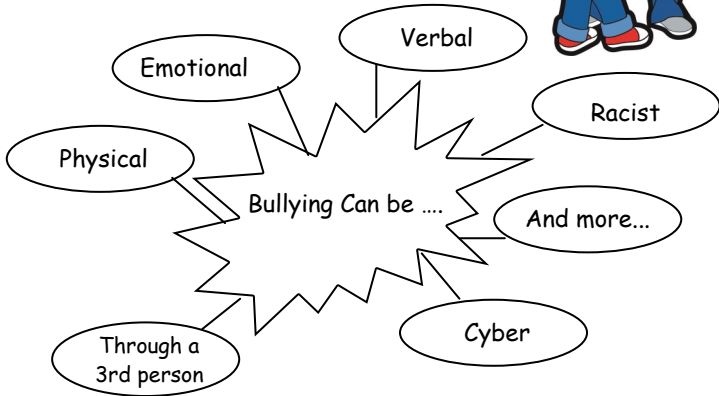 Verbal
Emotional
Racist
Physical
Bullying Can be ....
And more...
Cyber
Through a
3rd person